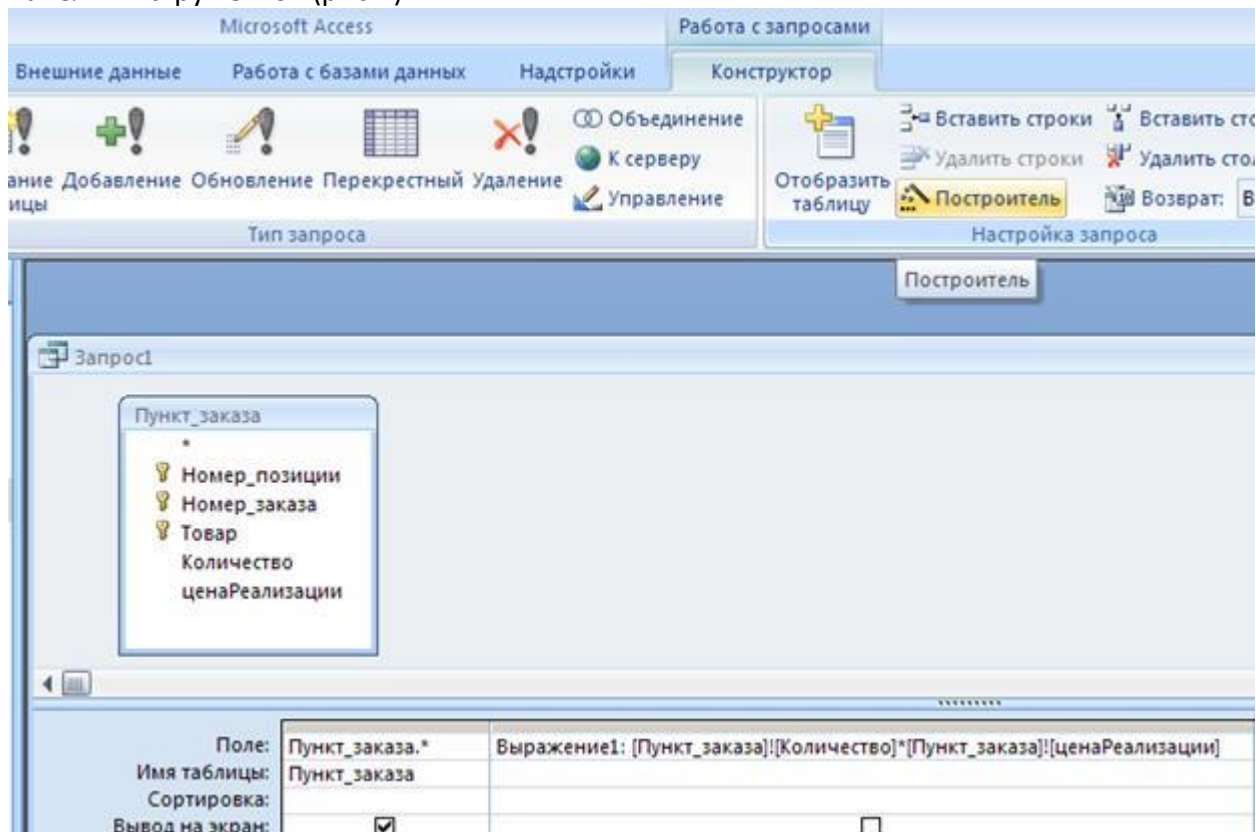 Microsoft Access
Работа с запросами
Внешние данные
Работа с базами данных
Надстройки
Конструктор
Добавление
Обновление
Перекрестный
Удаление
Объединение
К серверу
Управление
Отобразить таблицу
Вставить строки
Удалить строки
Построитель
Вставить
Удалить
Возврат:
Тип запроса
Настройка запроса
Построитель
Запрос1
Пункт_заказа
*
Номер_позиции
Номер_заказа
Товар
Количество
ценаРеализации
Поле: Пункт_заказа.* Выражение1: [Пункт_заказа]![Количество]*[Пункт_заказа]![ценаРеализации]
Имя таблицы: Пункт_заказа
Сортировка:
Вывод на экран: